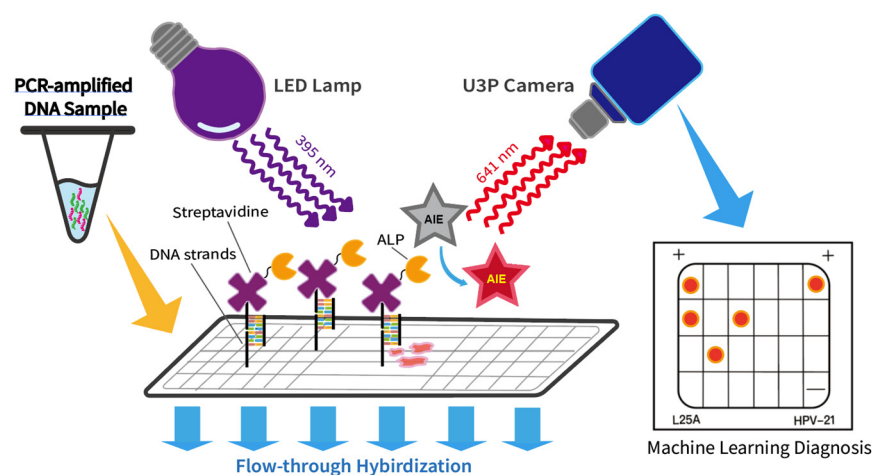 PCR-amplified
DNA Sample
LED Lamp
U3P Camera
395 nm
641 nm
Streptavidine
DNA strands
ALP
AIE
AIE
+ +
L25A HPV-21
Machine Learning Diagnosis
Flow-through Hybirdization